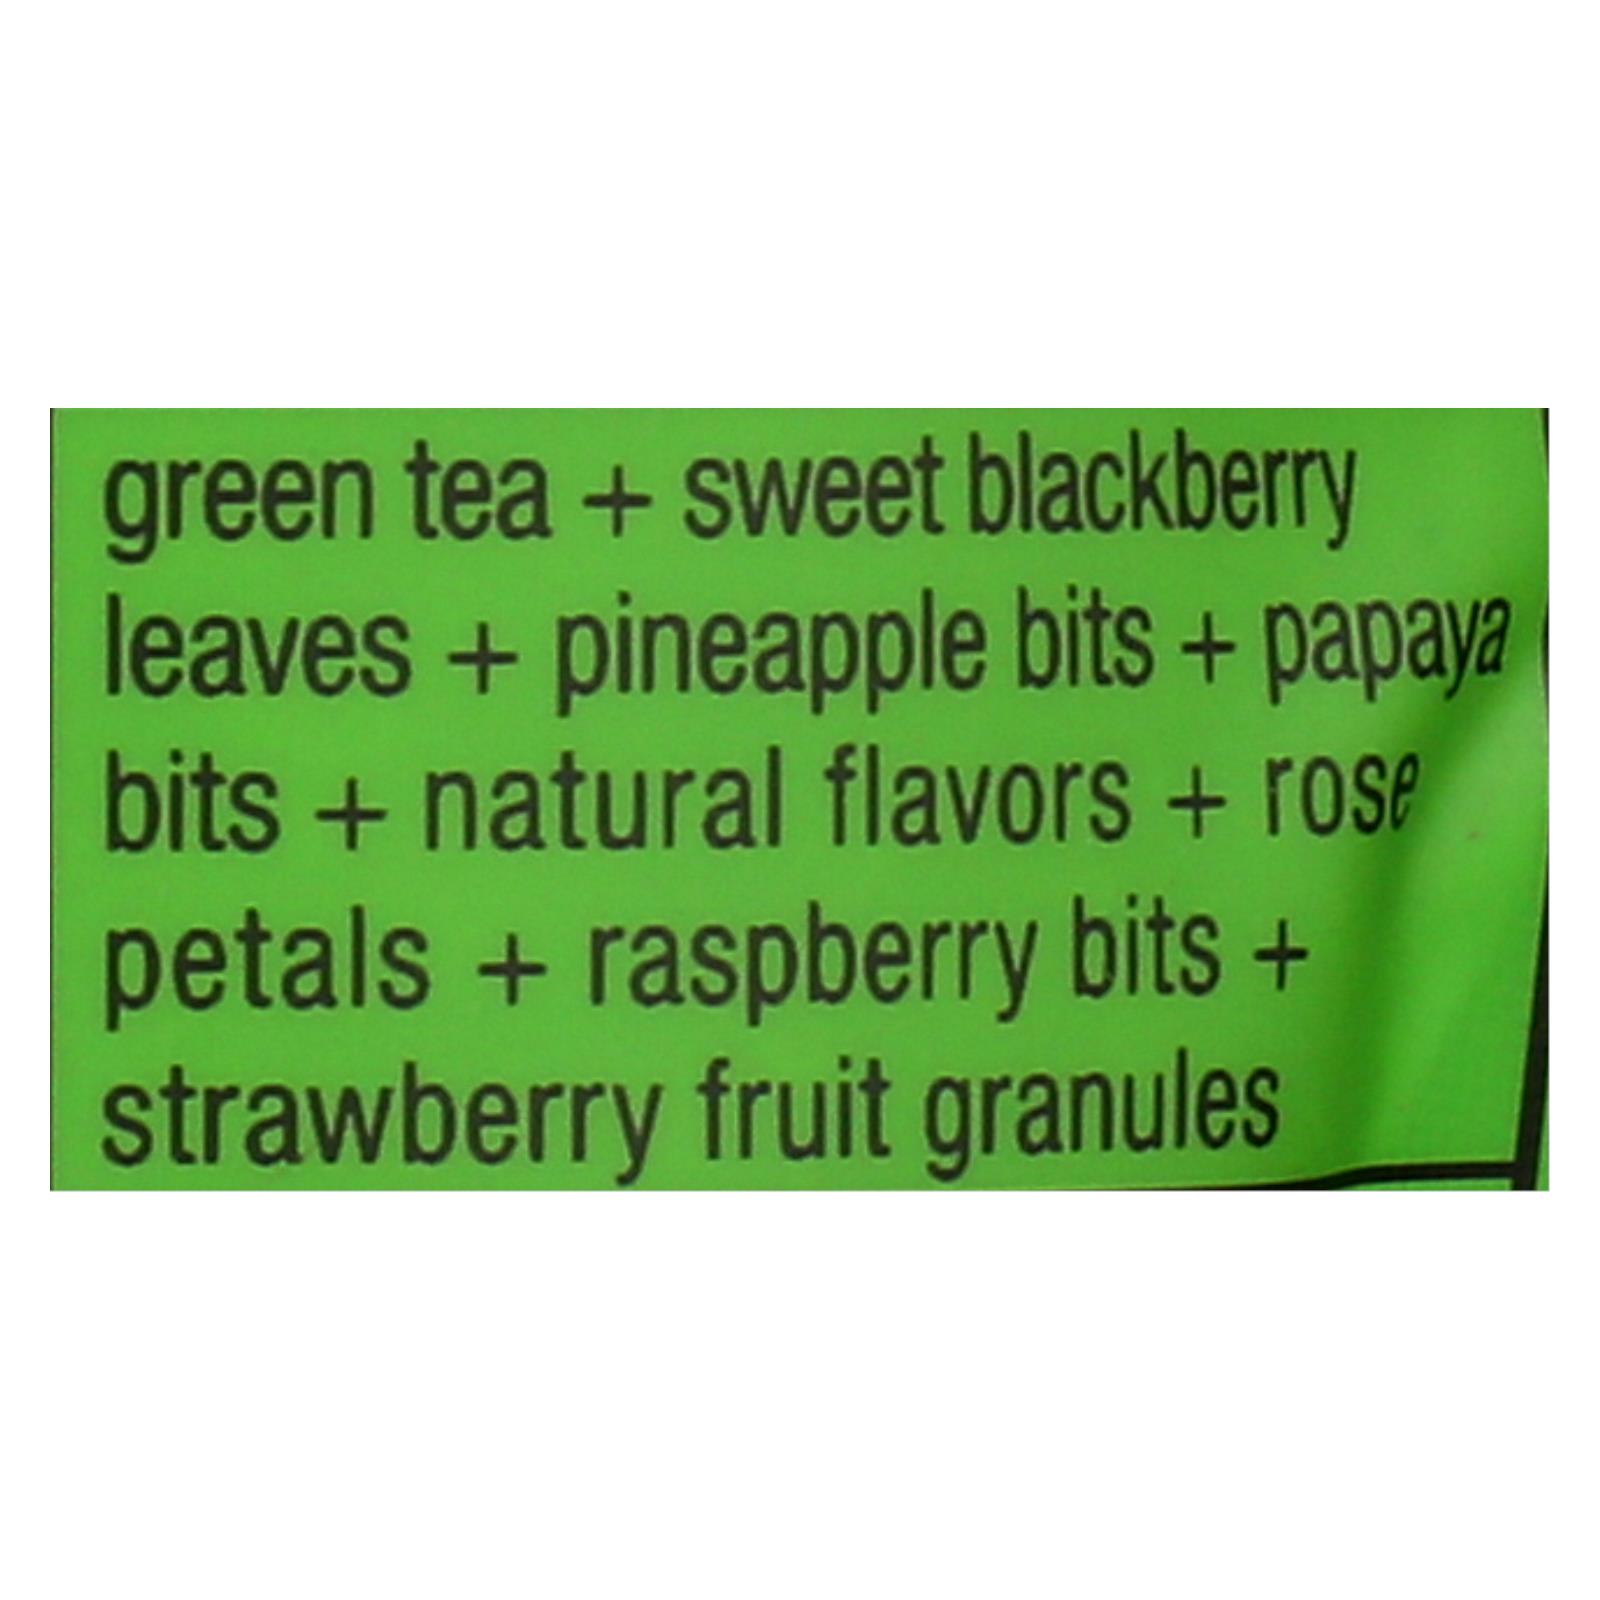 green tea + sweet blackberry
leaves + pineapple bits + papaya
bits + natural flavors + rose
petals + raspberry bits +
strawberry fruit granules